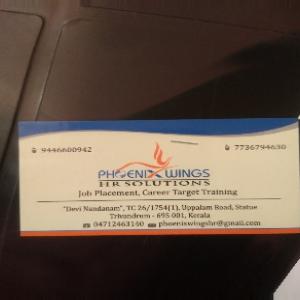 9446600942 7736794630
PHOENIX WINGS
HR SOLUTIONS
Job Placement, Career Target Training
"Devi Nandanam", TC 26/1754(1), Uppalam Road, Statue
Trivandrum - 695 001, Kerala
04712463140 phoenixwingshr@gmail.com